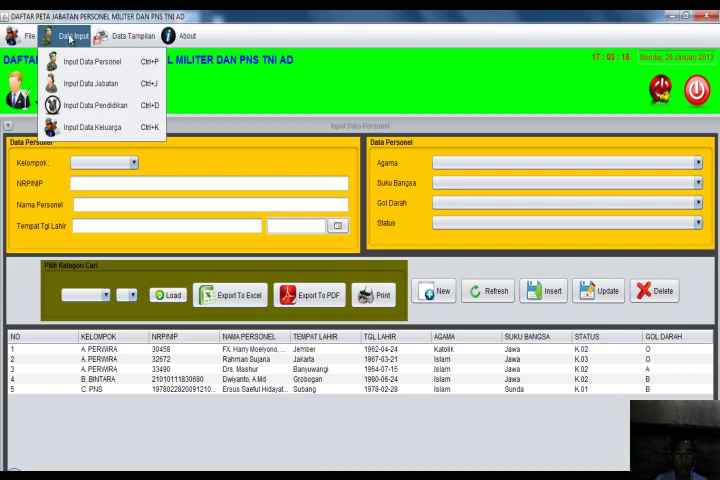 DAFTAR PETA JABATAN PERSONEL MILITER DAN PNS TNI AD
File Data Input Data Tampilan About
DAFTA L MILITER DAN PNS TNI AD
17 : 03 : 15 Monday, 28 January 2013
Input Data Personel Ctrl+P
Input Data Jabatan Ctrl+J
Input Data Pendidikan Ctrl+D
Input Data Keluarga Ctrl+K
Input Data Personel
Data Personel Data Personel
Kelompok : Agama
NRP/NIP Suku Bangsa
Nama Personel Gol Darah
Tempat Tgl Lahir Status
Pilih Kategori Cari
Load Export To Excel Export To PDF Print New Refresh Insert Update Delete
NO KELOMPOK NRP/NIP NAMA PERSONEL TEMPAT LAHIR TGL LAHIR AGAMA SUKU BANGSA STATUS GOL DARAH
1 A. PERWIRA 30458 FX. Harry Moelyono, ... Jember 1962-04-24 Katolik Jawa K.02 O
2 A. PERWIRA 32672 Rahman Sujana Jakarta 1967-03-21 Islam Jawa K.03 O
3 A. PERWIRA 33490 Drs. Mashur Banyuwangi 1964-07-15 Islam Jawa K.02 A
4 B. BINTARA 21010111830680 Dwiyanto, A.Md Grobogan 1980-06-24 Islam Jawa K.02 B
5 C. PNS 1978022820091210... Ersus Saeful Hidayat... Subang 1978-02-28 Islam Sunda K.01 B